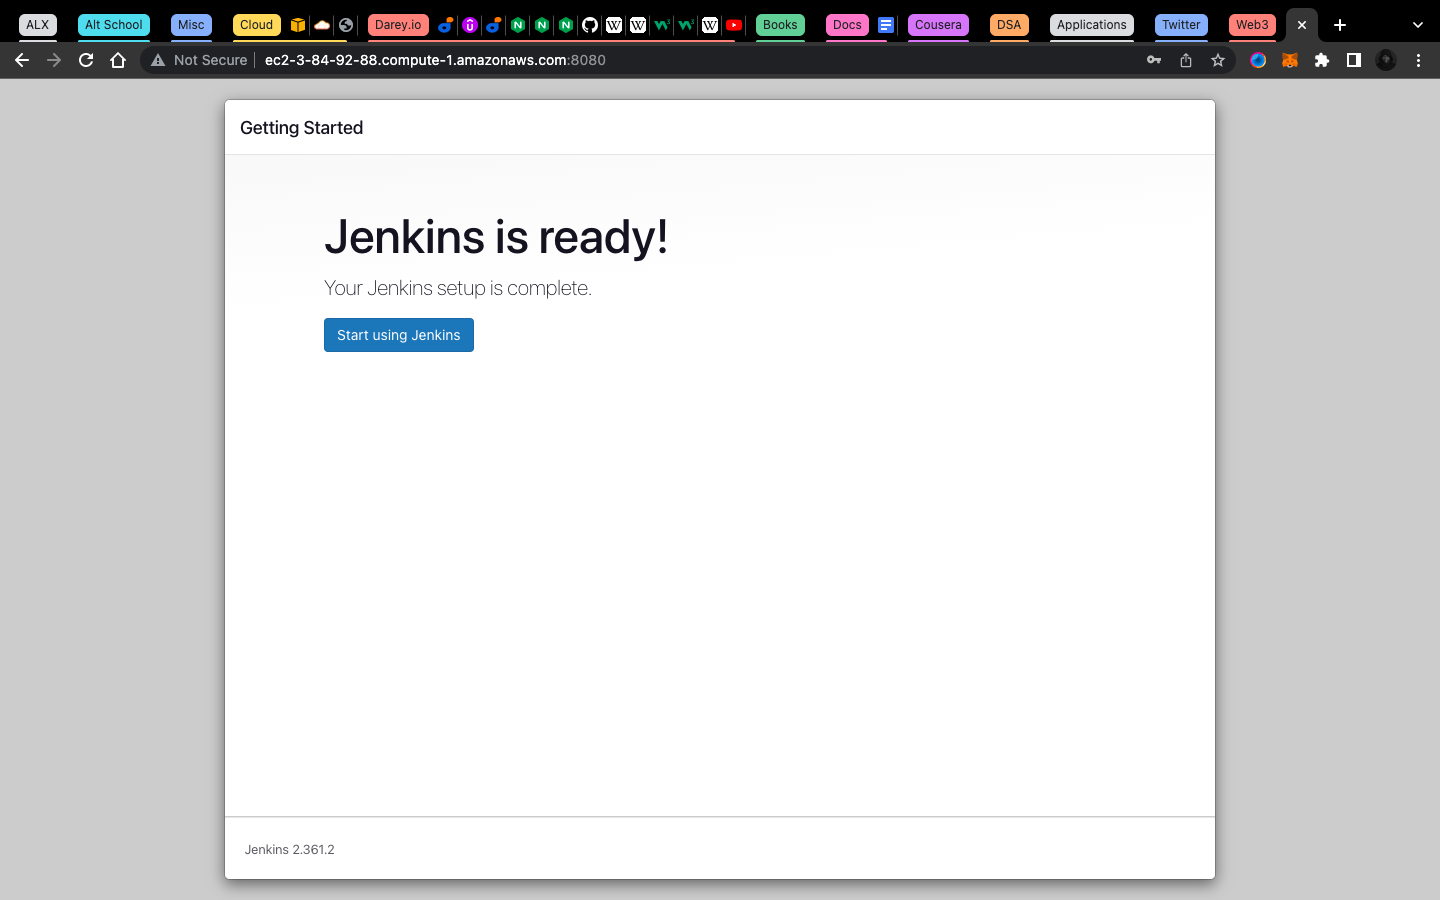 ALX Alt School Misc Cloud Darey.io Books Docs Cousera DSA Applications Twitter Web3
Not Secure ec2-3-84-92-88.compute-1.amazonaws.com:8080
Getting Started
Jenkins is ready!
Your Jenkins setup is complete.
Start using Jenkins
Jenkins 2.361.2